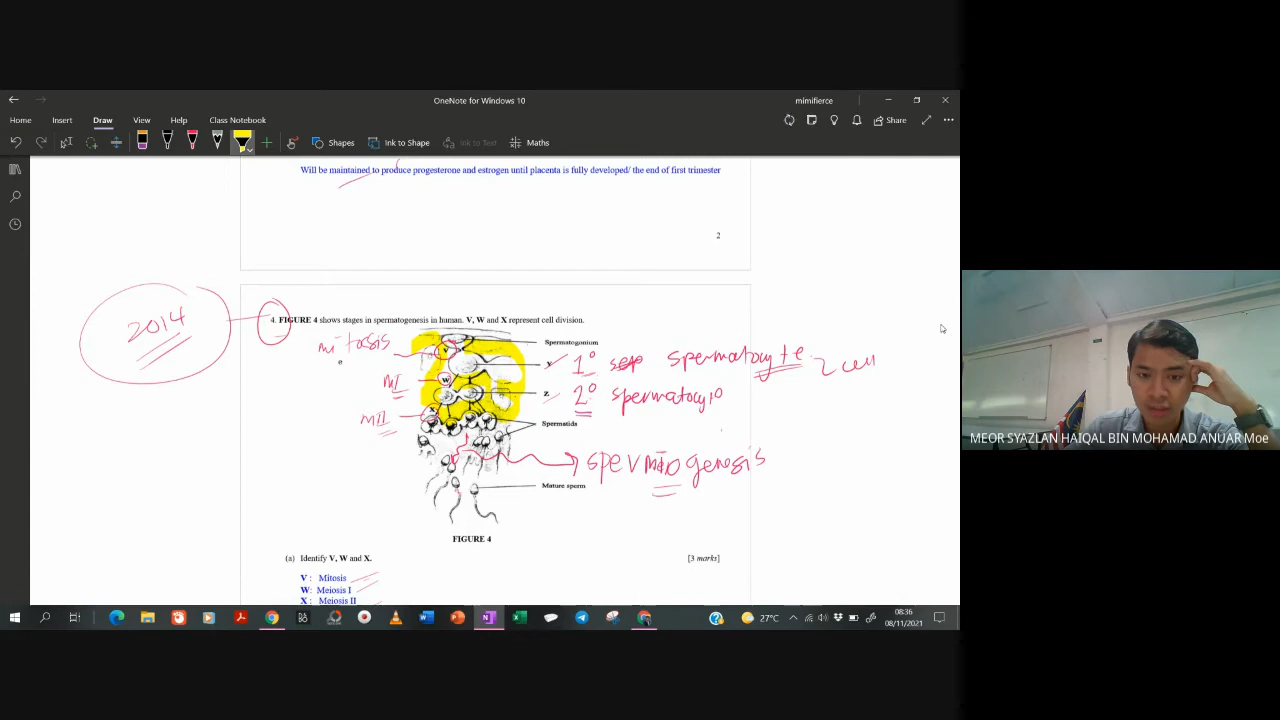 OneNote for Windows 10
mimifierce
Home Insert Draw View Help Class Notebook
Share
Shapes Ink to Shape Ink to Text Maths
Will be maintained to produce progesterone and estrogen until placenta is fully developed/ the end of first trimester
2
2014
4. FIGURE 4 shows stages in spermatogenesis in human. V, W and X represent cell division.
mitosis
e
Spermatogonium
V
Y
1° spermatocyte 2 cell
MI
W
Z
2°
MII
X
Spermatids
spermiogenesis
Mature sperm
FIGURE 4
(a) Identify V, W and X. [3 marks]
V : Mitosis
W: Meiosis I
X : Meiosis II
MEOR SYAZLAN HAIQAL BIN MOHAMAD ANUAR Moe
27°C
08:36
08/11/2021